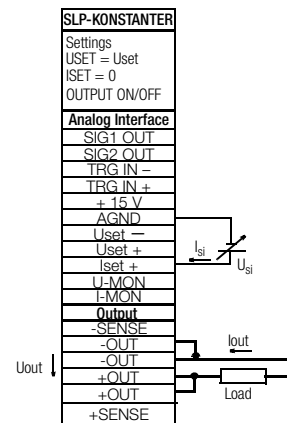 SLP-KONSTANTER
Settings
USET = Uset
ISET = 0
OUTPUT ON/OFF
Analog Interface
SIG1 OUT
SIG2 OUT
TRG IN –
TRG IN +
+ 15 V
AGND
Uset –
Uset +
Iset +
U-MON
I-MON
Output
-SENSE
-OUT
-OUT
+OUT
+OUT
+SENSE
Isi
Usi
Iout
Load
Uout